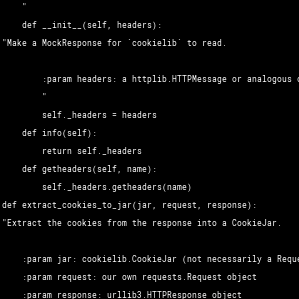 "
def __init__(self, headers):
"Make a MockResponse for `cookielib` to read.
:param headers: a httplib.HTTPMessage or analogous
"
self._headers = headers
def info(self):
return self._headers
def getheaders(self, name):
self._headers.getheaders(name)
def extract_cookies_to_jar(jar, request, response):
"Extract the cookies from the response into a CookieJar.
:param jar: cookielib.CookieJar (not necessarily a Reque
:param request: our own requests.Request object
:param response: urllib3.HTTPResponse object